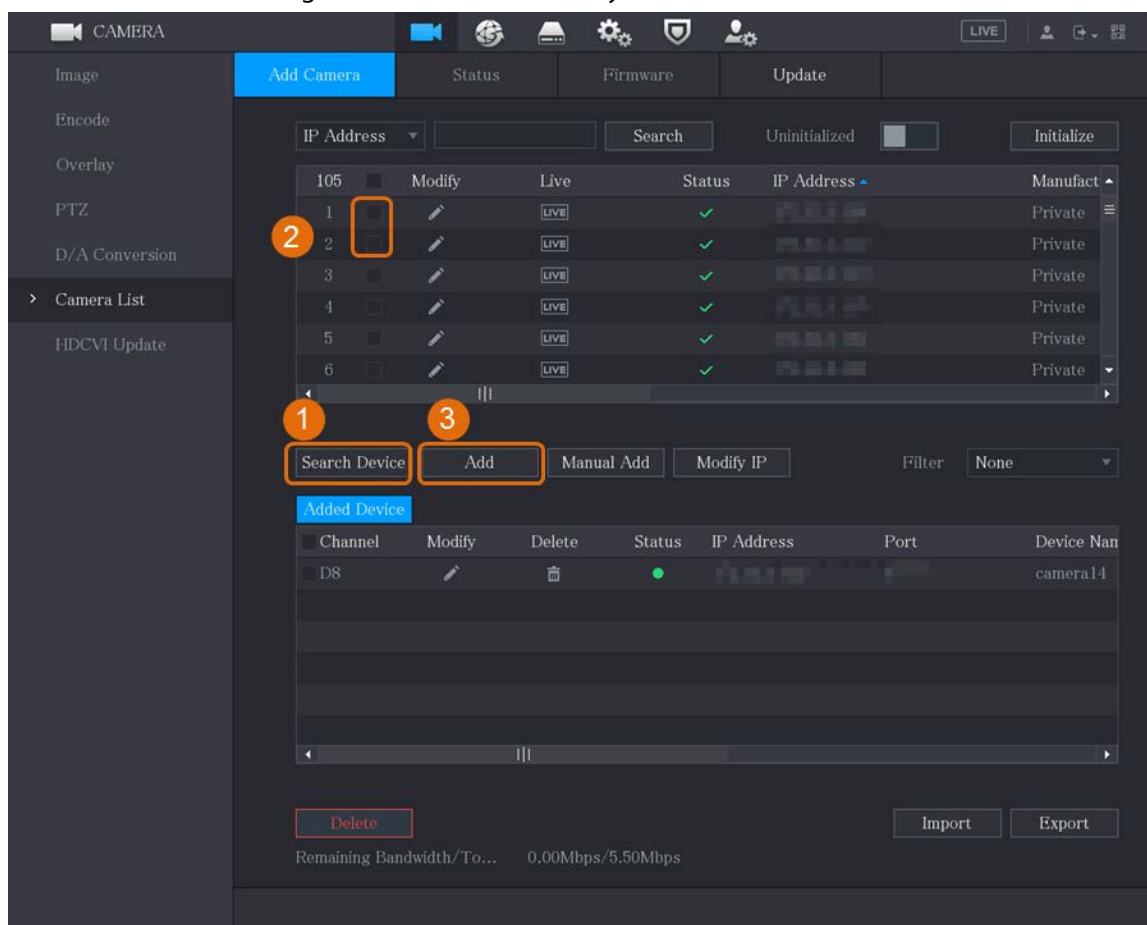 CAMERA LIVE
Image
Encode
Overlay
PTZ
D/A Conversion
Camera List
HDCVI Update
Add Camera Status Firmware Update
IP Address Search Uninitialized Initialize
105 Modify Live Status IP Address Manufact
1 LIVE Private
2
2 LIVE Private
3 LIVE Private
4 LIVE Private
5 LIVE Private
6 LIVE Private
1 3
Search Device Add Manual Add Modify IP Filter None
Added Device
Channel Modify Delete Status IP Address Port Device Nam
D8 camera14
Delete Import Export
Remaining Bandwidth/To... 0.00Mbps/5.50Mbps